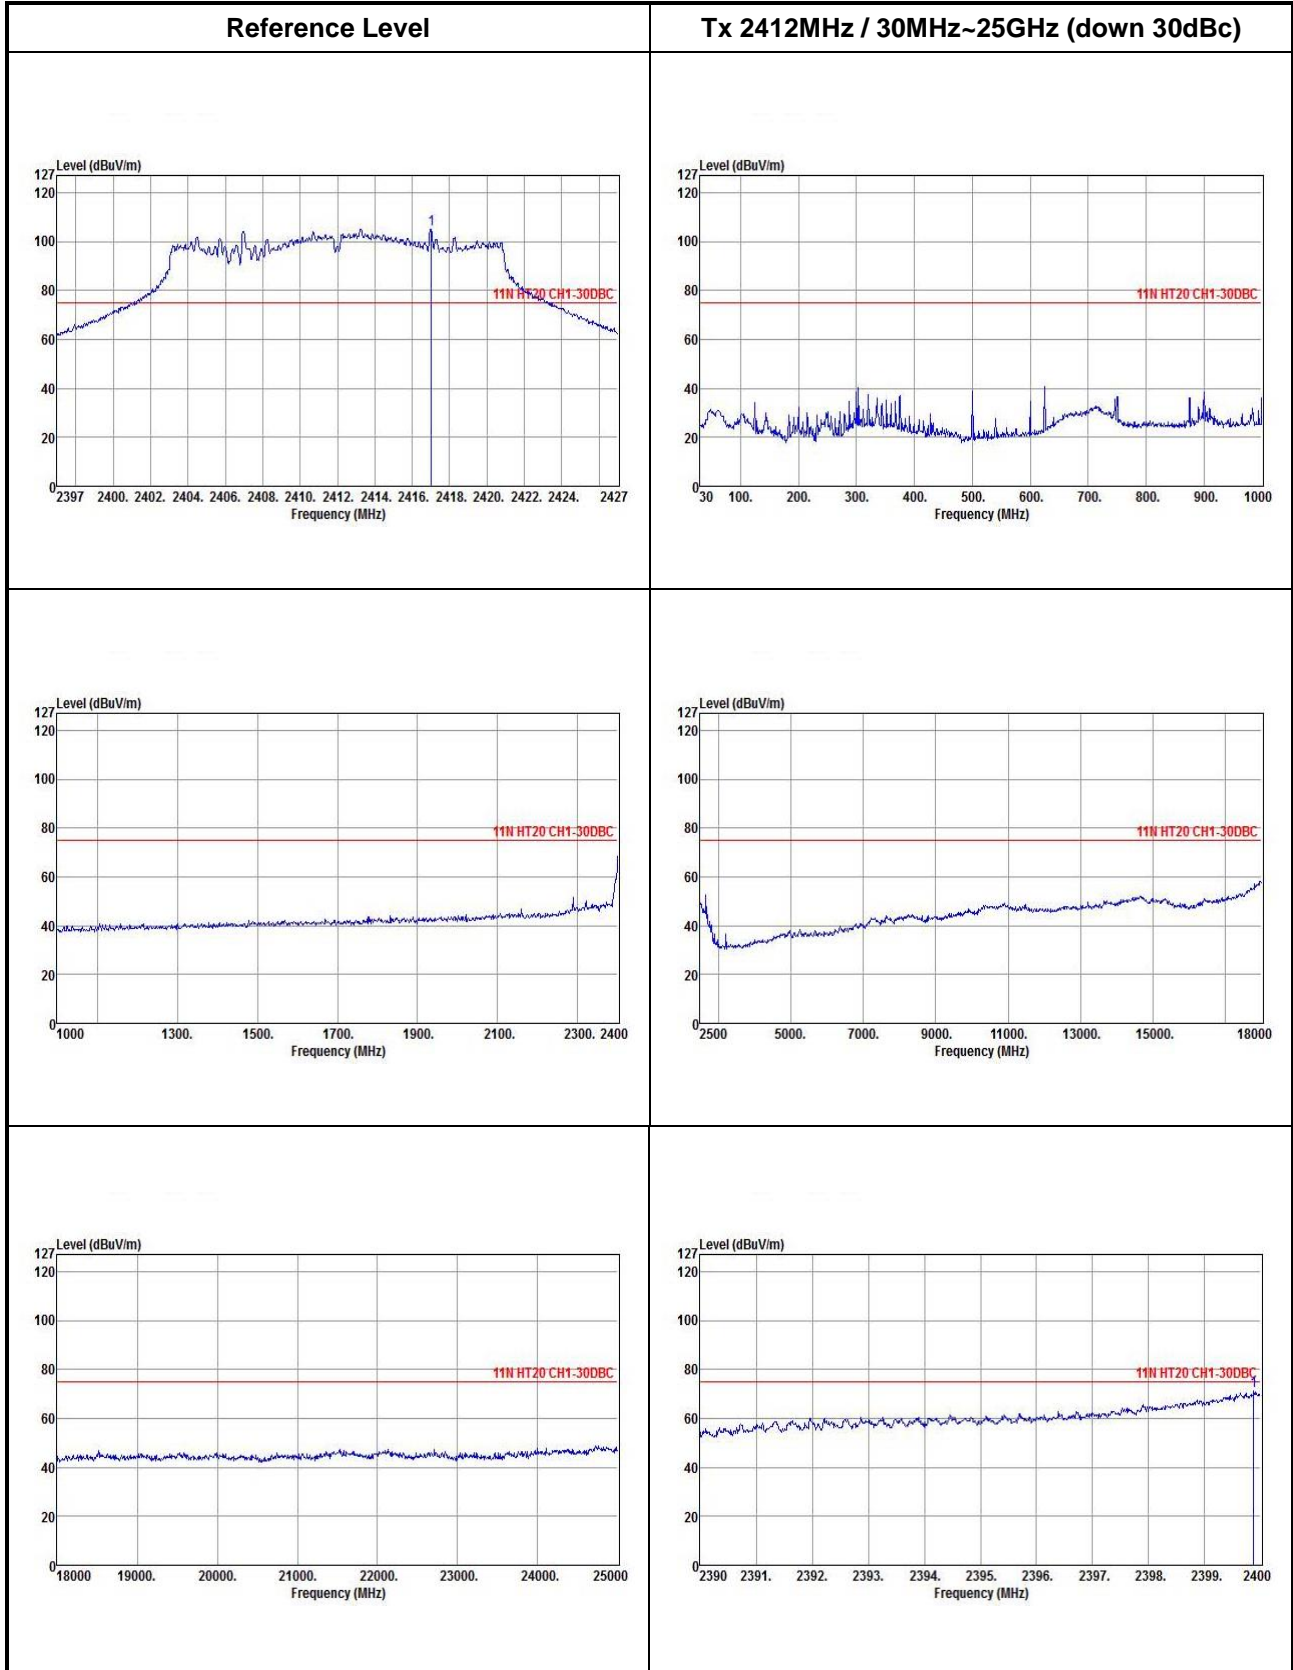 Reference Level
Tx 2412MHz / 30MHz~25GHz (down 30dBc)
Level (dBuV/m)
127
120
100
80
60
40
20
0
1
11N HT20 CH1-30DBC
2397 2400. 2402. 2404. 2406. 2408. 2410. 2412. 2414. 2416. 2418. 2420. 2422. 2424. 2427
Frequency (MHz)
Level (dBuV/m)
127
120
100
80
60
40
20
0
11N HT20 CH1-30DBC
30 100. 200. 300. 400. 500. 600. 700. 800. 900. 1000
Frequency (MHz)
Level (dBuV/m)
127
120
100
80
60
40
20
0
11N HT20 CH1-30DBC
1000 1300. 1500. 1700. 1900. 2100. 2300. 2400
Frequency (MHz)
Level (dBuV/m)
127
120
100
80
60
40
20
0
11N HT20 CH1-30DBC
2500 5000. 7000. 9000. 11000. 13000. 15000. 18000
Frequency (MHz)
Level (dBuV/m)
127
120
100
80
60
40
20
0
11N HT20 CH1-30DBC
18000 19000. 20000. 21000. 22000. 23000. 24000. 25000
Frequency (MHz)
Level (dBuV/m)
127
120
100
80
60
40
20
0
11N HT20 CH1-30DBC
1
2390 2391. 2392. 2393. 2394. 2395. 2396. 2397. 2398. 2399. 2400
Frequency (MHz)